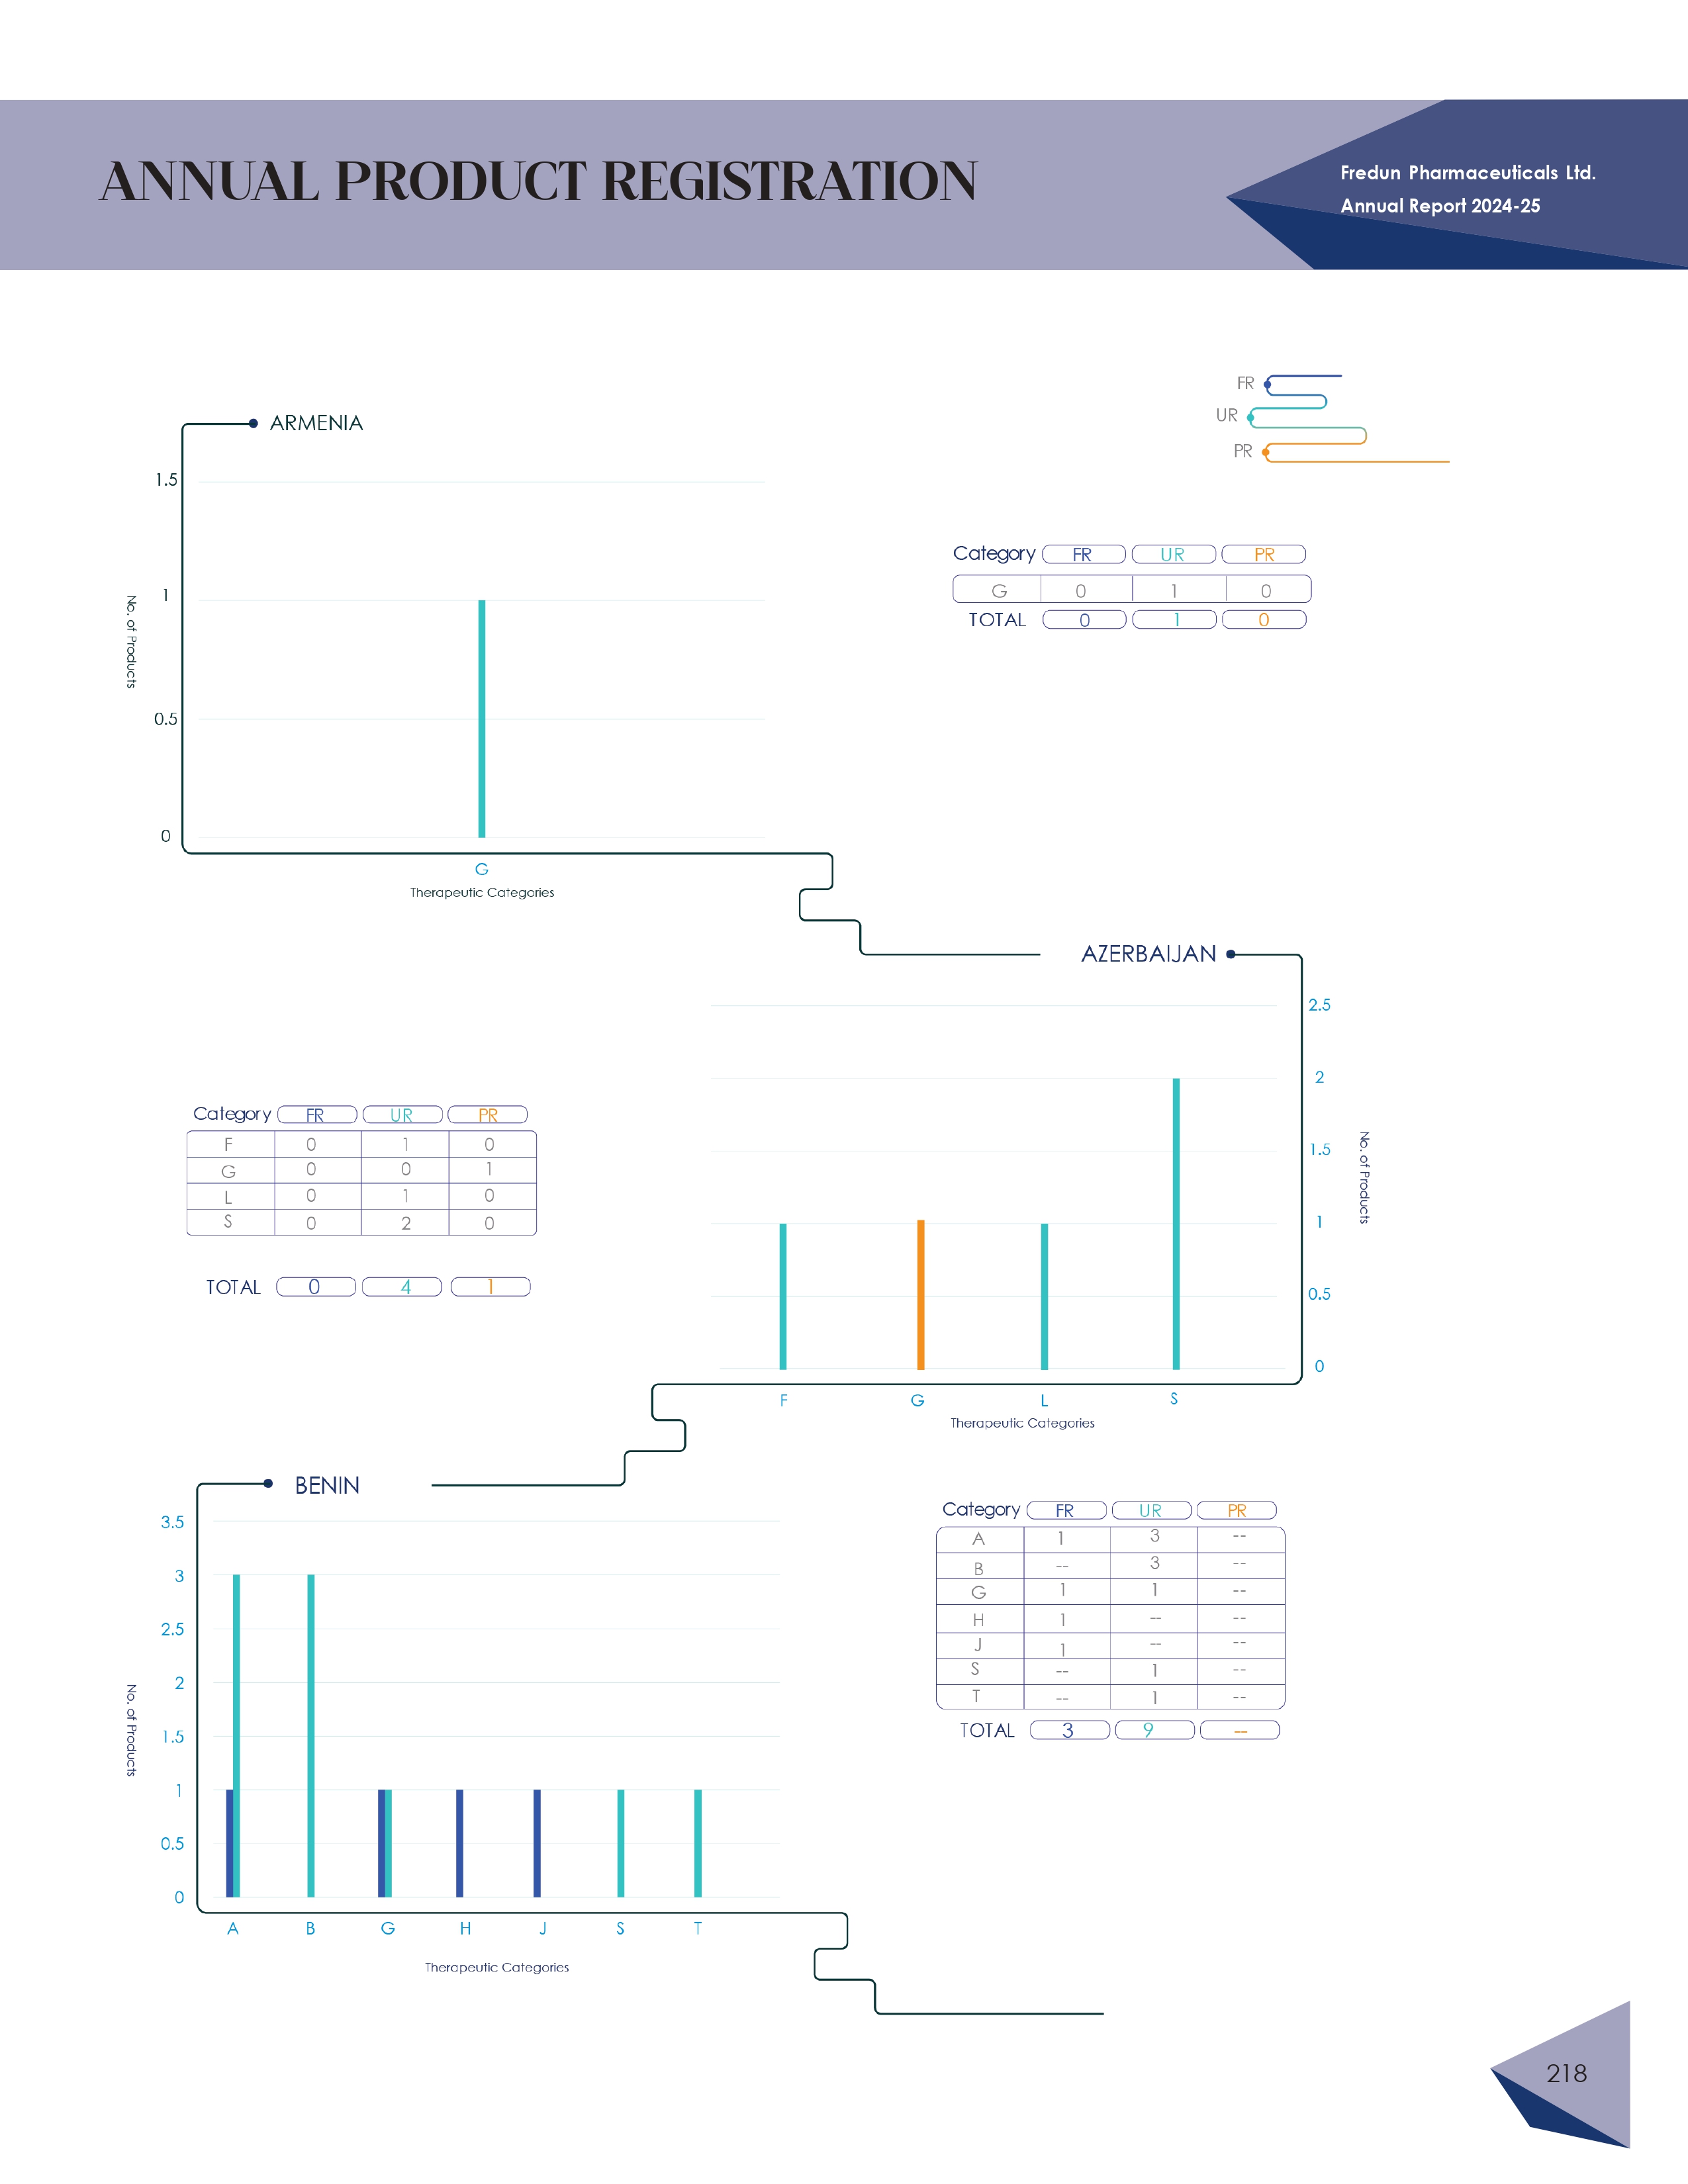 ANNUAL PRODUCT REGISTRATION
Fredun Pharmaceuticals Ltd.
Annual Report 2024-25
FR
UR
PR
ARMENIA
1.5
1
0.5
0
No. of Products
G
Therapeutic Categories
Category FR UR PR
G 0 1 0
TOTAL 0 1 0
AZERBAIJAN
2.5
2
1.5
1
0.5
0
No. of Products
F G L S
Therapeutic Categories
Category FR UR PR
F 0 1 0
G 0 0 1
L 0 1 0
S 0 2 0
TOTAL 0 4 1
BENIN
3.5
3
2.5
2
1.5
1
0.5
0
No. of Products
A B G H J S T
Therapeutic Categories
Category FR UR PR
A 1 3 --
B -- 3 --
G 1 1 --
H 1 -- --
J 1 -- --
S -- 1 --
T -- 1 --
TOTAL 3 9 --
218